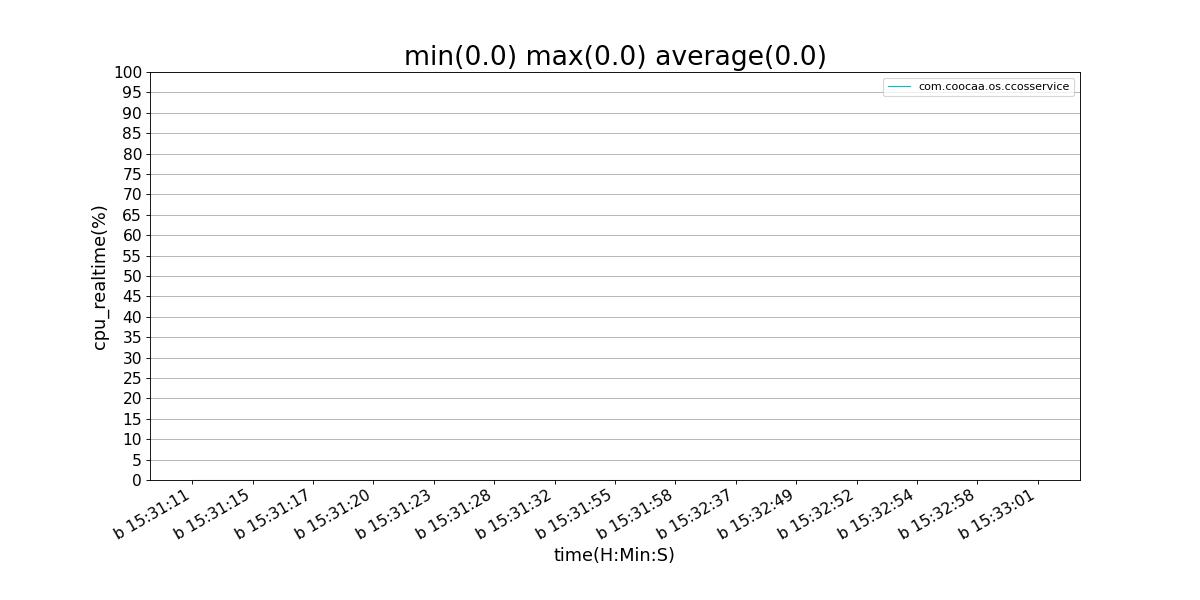 min(0.0) max(0.0) average(0.0)
com.coocaa.os.ccosservice
cpu_realtime(%)
100
95
90
85
80
75
70
65
60
55
50
45
40
35
30
25
20
15
10
5
0
b 15:31:11
b 15:31:15
b 15:31:17
b 15:31:20
b 15:31:23
b 15:31:28
b 15:31:32
b 15:31:55
b 15:31:58
b 15:32:37
b 15:32:49
b 15:32:52
b 15:32:54
b 15:32:58
b 15:33:01
time(H:Min:S)